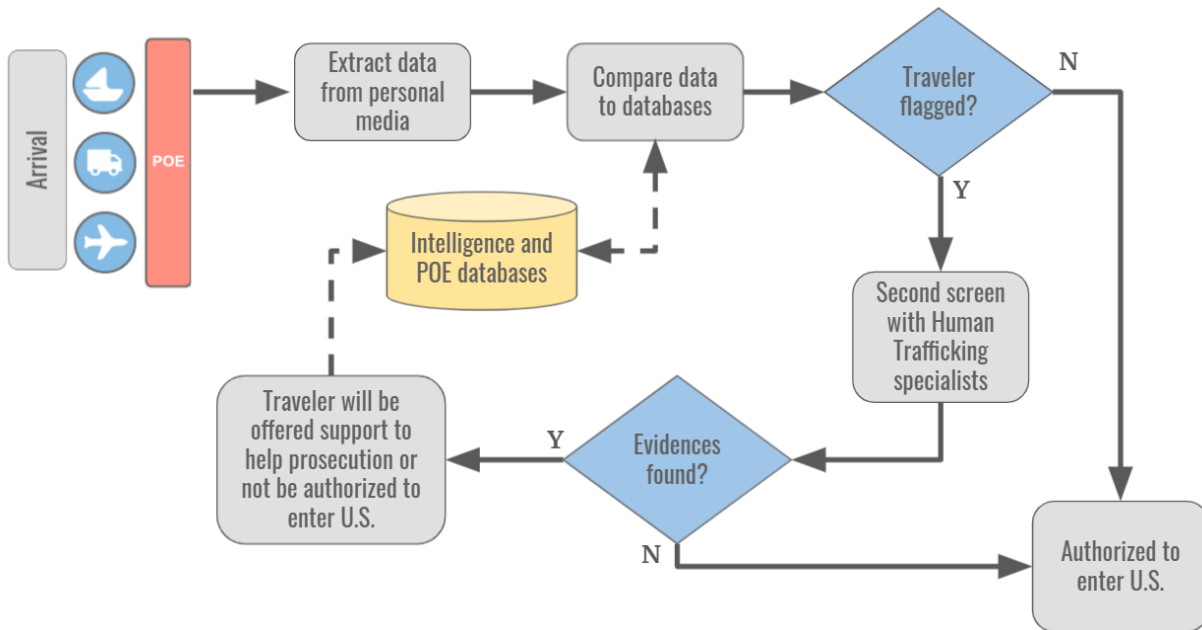 Arrival
POE
Extract data
from personal
media
Compare data
to databases
Traveler
flagged?
N
Y
Intelligence and
POE databases
Second screen
with Human
Trafficking
specialists
Traveler will be
offered support to
help prosecution or
not be authorized to
enter U.S.
Y
Evidences
found?
N
Authorized to
enter U.S.